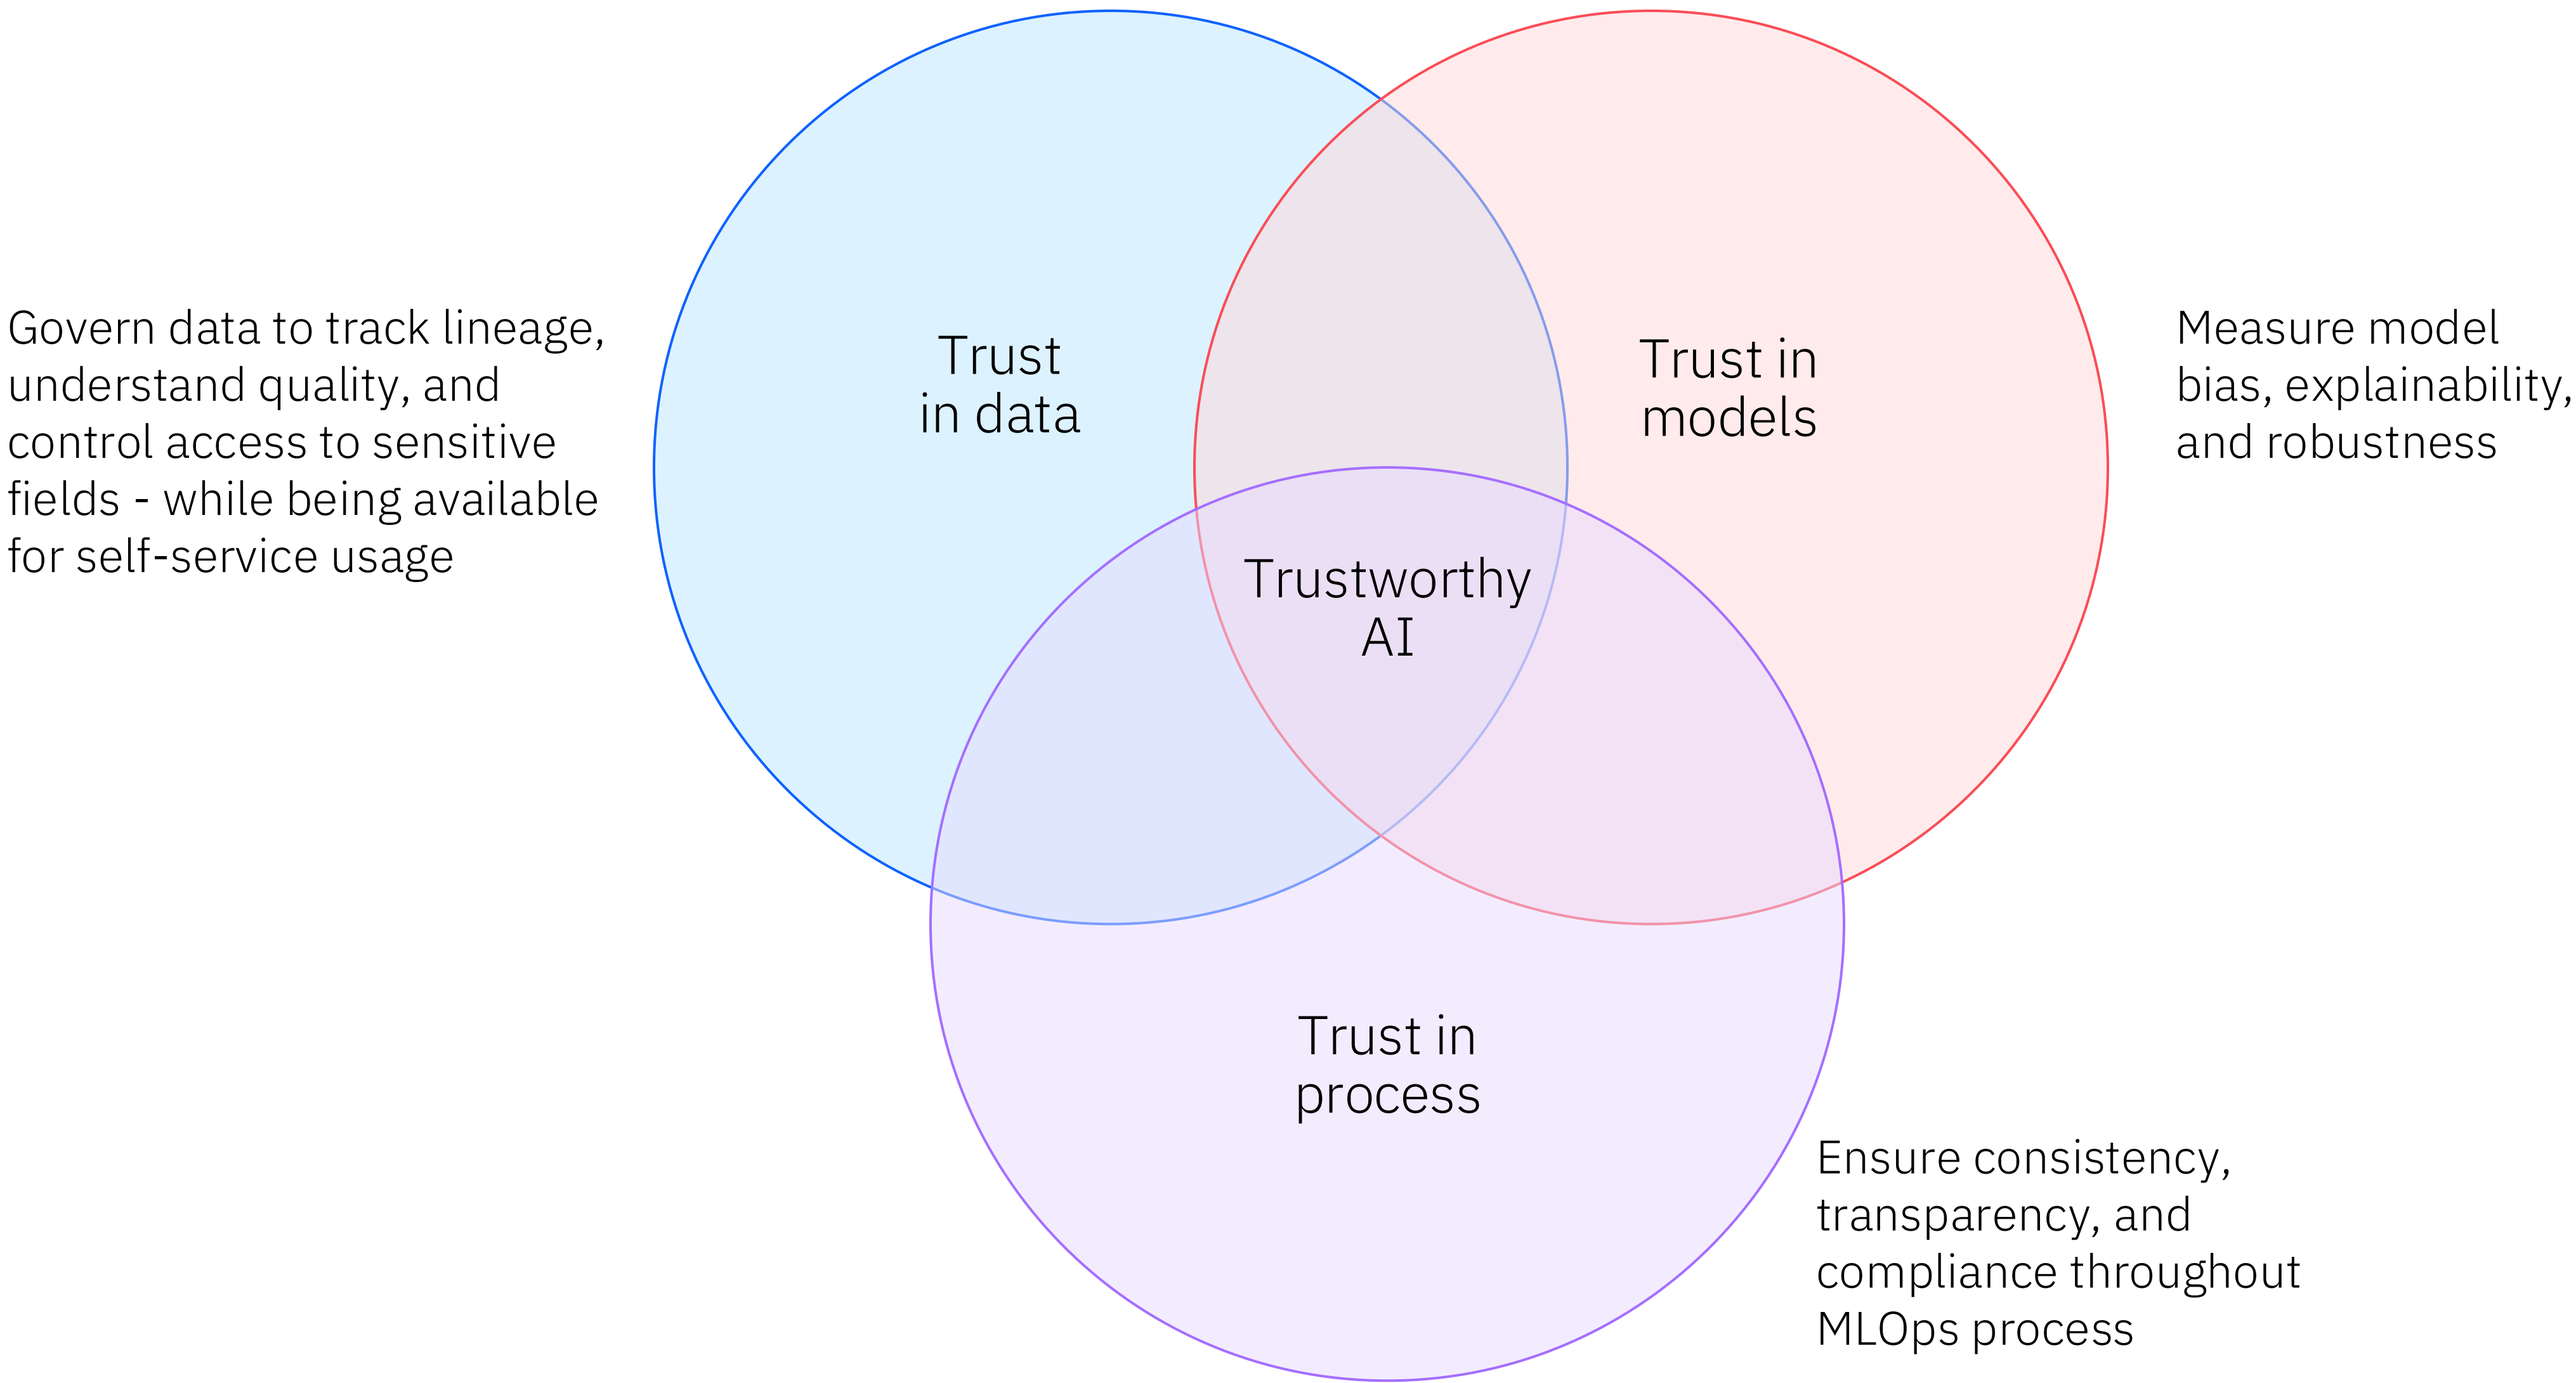 Govern data to track lineage,
understand quality, and
control access to sensitive
fields - while being available
for self-service usage
Trust
in data
Trust in
models
Measure model
bias, explainability,
and robustness
Trustworthy
AI
Trust in
process
Ensure consistency,
transparency, and
compliance throughout
MLOps process